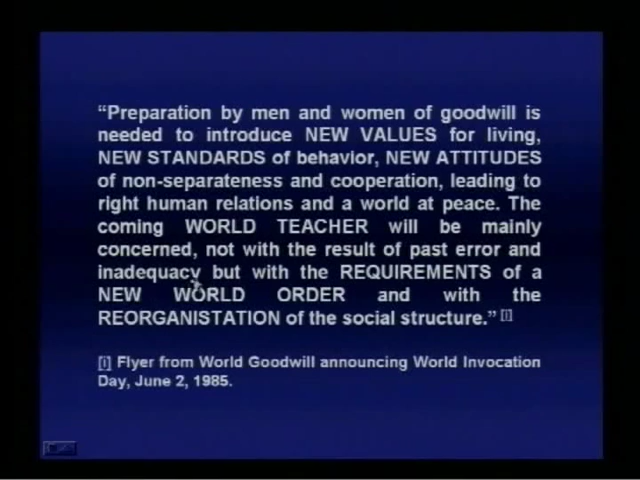 “Preparation by men and women of goodwill is
needed to introduce NEW VALUES for living,
NEW STANDARDS of behavior, NEW ATTITUDES
of non-separateness and cooperation, leading to
right human relations and a world at peace. The
coming WORLD TEACHER will be mainly
concerned, not with the result of past error and
inadequacy but with the REQUIREMENTS of a
NEW WORLD ORDER and with the
REORGANISTATION of the social structure.” [i]
[i] Flyer from World Goodwill announcing World Invocation
Day, June 2, 1985.